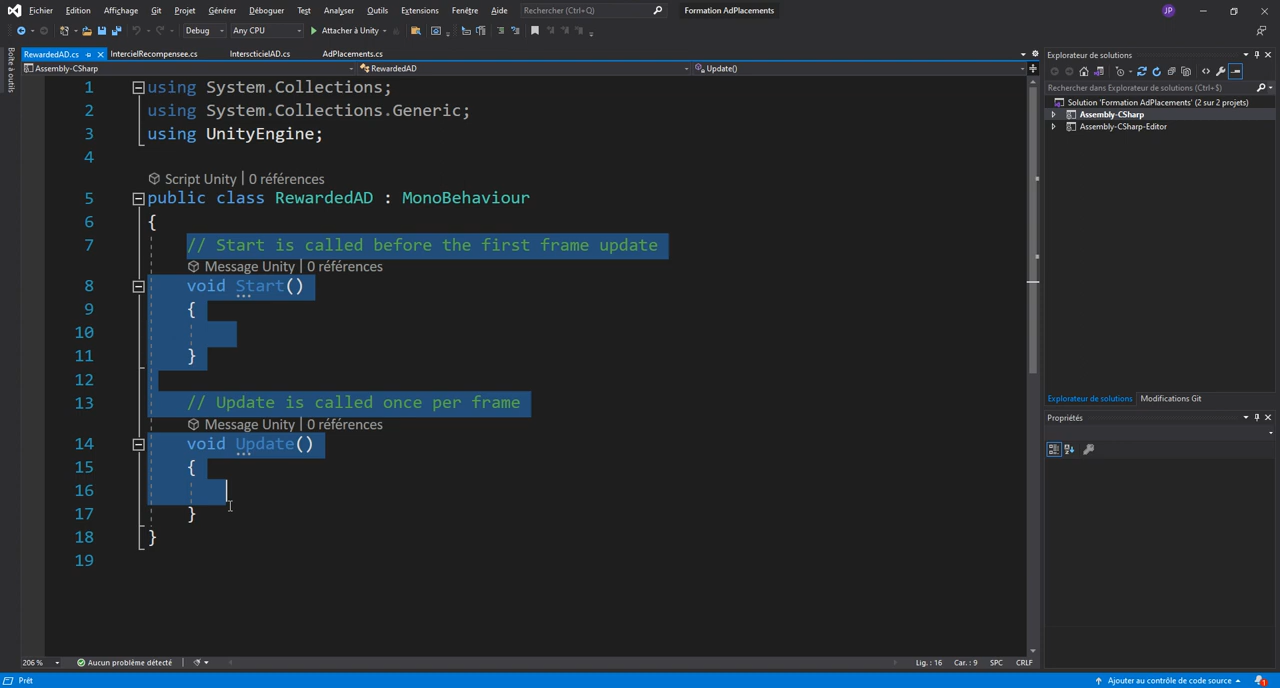 Fichier Edition Affichage Git Projet Générer Déboguer Test Analyser Outils Extensions Fenêtre Aide Rechercher (Ctrl+Q) Formation AdPlacements JP
Debug Any CPU Attacher à Unity
RewardedAD.cs IntercielRecompensee.cs InterscticielAD.cs AdPlacements.cs
Assembly-CSharp RewardedAD Update()
Boîte à outils
1 using System.Collections;
2 using System.Collections.Generic;
3 using UnityEngine;
4
Script Unity | 0 références
5 public class RewardedAD : MonoBehaviour
6 {
7 // Start is called before the first frame update
Message Unity | 0 références
8 void Start()
9 {
10
11 }
12
13 // Update is called once per frame
Message Unity | 0 références
14 void Update()
15 {
16
17 }
18 }
19
206 % Aucun problème détecté Lig. : 16 Car. : 9 SPC CRLF
Explorateur de solutions
Rechercher dans Explorateur de solutions (Ctrl+$)
Solution 'Formation AdPlacements' (2 sur 2 projets)
Assembly-CSharp
Assembly-CSharp-Editor
Explorateur de solutions Modifications Git
Propriétés
Prêt Ajouter au contrôle de code source 1